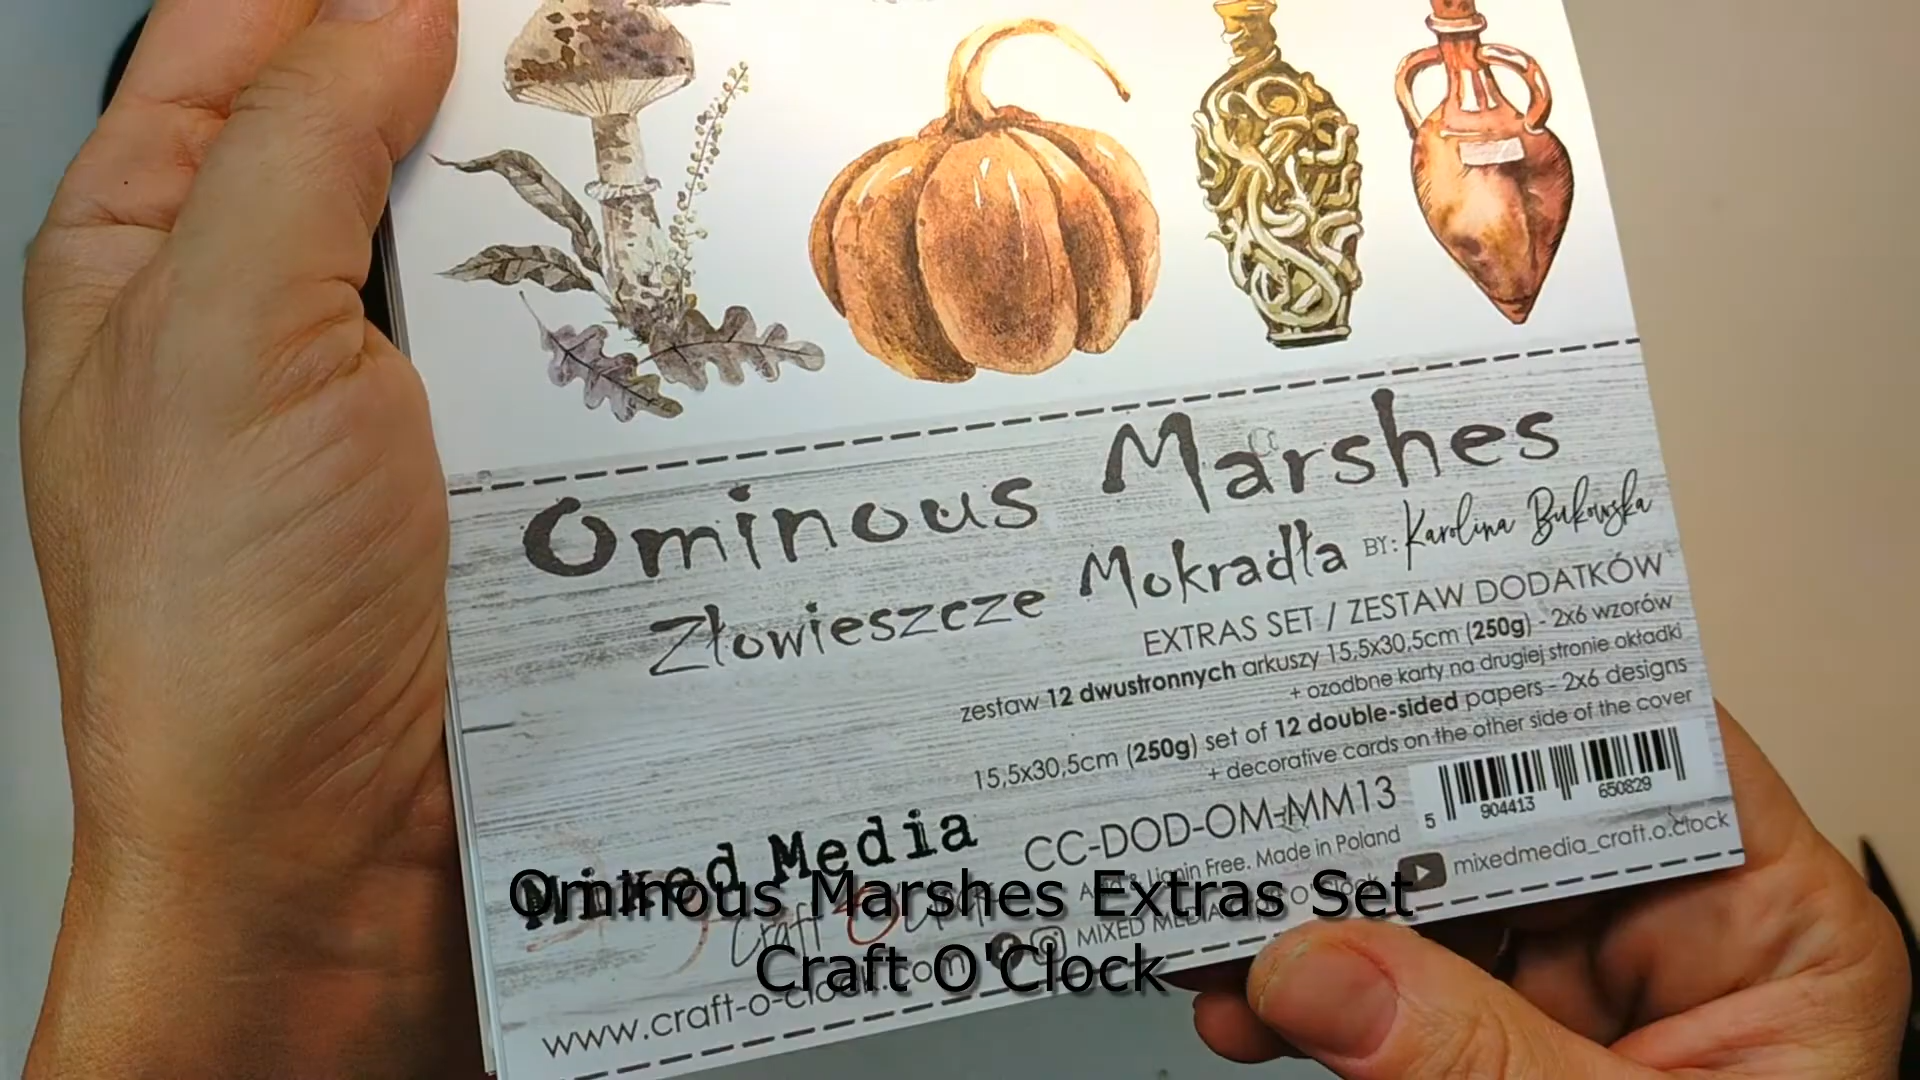 Ominous Marshes
Złowieszcze Mokradła BY: Karolina Bukowska
EXTRAS SET / ZESTAW DODATKÓW
zestaw 12 dwustronnych arkuszy 15,5x30,5cm (250g) - 2x6 wzorów
+ ozodbne karty na drugiej stronie okładki
15,5x30,5cm (250g) set of 12 double-sided papers - 2x6 designs
+ decorative cards on the other side of the cover
Mixed Media
CC-DOD-OM-MM13
5 904413 650829
Lignin Free. Made in Poland
mixedmedia_craft.o.clock
MIXED
www.craft-o-clock.com
Ominous Marshes Extras Set
Craft O'Clock